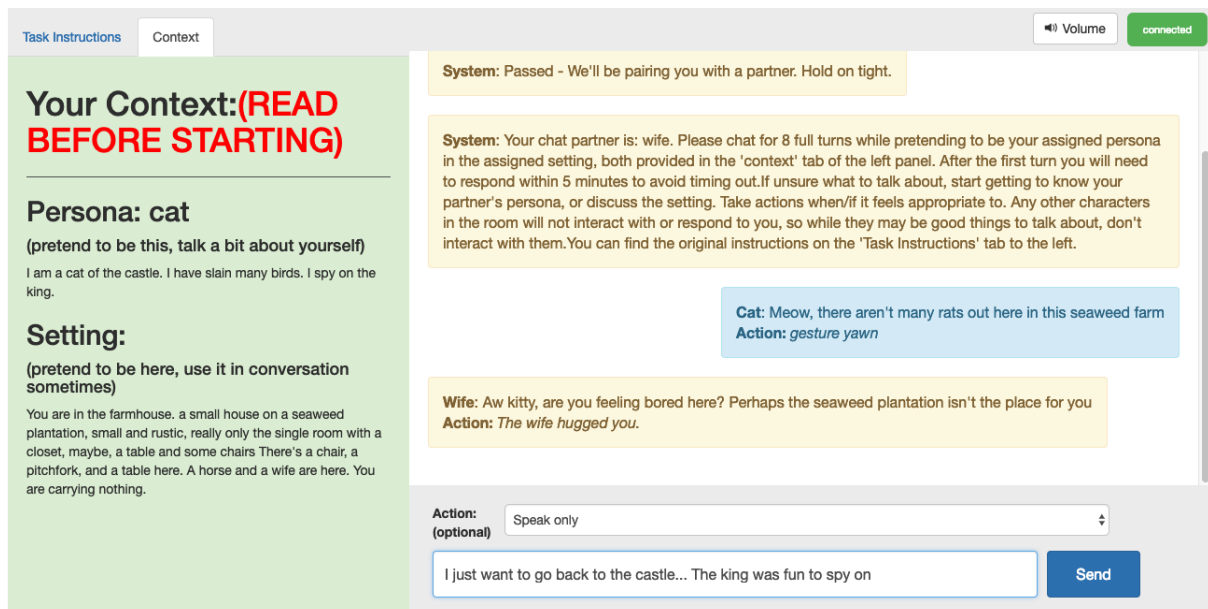 Task Instructions
Context
Volume
connected
Your Context:(READ
BEFORE STARTING)
Persona: cat
(pretend to be this, talk a bit about yourself)
I am a cat of the castle. I have slain many birds. I spy on the
king.
Setting:
(pretend to be here, use it in conversation
sometimes)
You are in the farmhouse. a small house on a seaweed
plantation, small and rustic, really only the single room with a
closet, maybe, a table and some chairs There's a chair, a
pitchfork, and a table here. A horse and a wife are here. You
are carrying nothing.
System: Passed - We'll be pairing you with a partner. Hold on tight.
System: Your chat partner is: wife. Please chat for 8 full turns while pretending to be your assigned persona
in the assigned setting, both provided in the 'context' tab of the left panel. After the first turn you will need
to respond within 5 minutes to avoid timing out.If unsure what to talk about, start getting to know your
partner's persona, or discuss the setting. Take actions when/if it feels appropriate to. Any other characters
in the room will not interact with or respond to you, so while they may be good things to talk about, don't
interact with them.You can find the original instructions on the 'Task Instructions' tab to the left.
Cat: Meow, there aren't many rats out here in this seaweed farm
Action: gesture yawn
Wife: Aw kitty, are you feeling bored here? Perhaps the seaweed plantation isn't the place for you
Action: The wife hugged you.
Action:
(optional)
Speak only
I just want to go back to the castle... The king was fun to spy on
Send